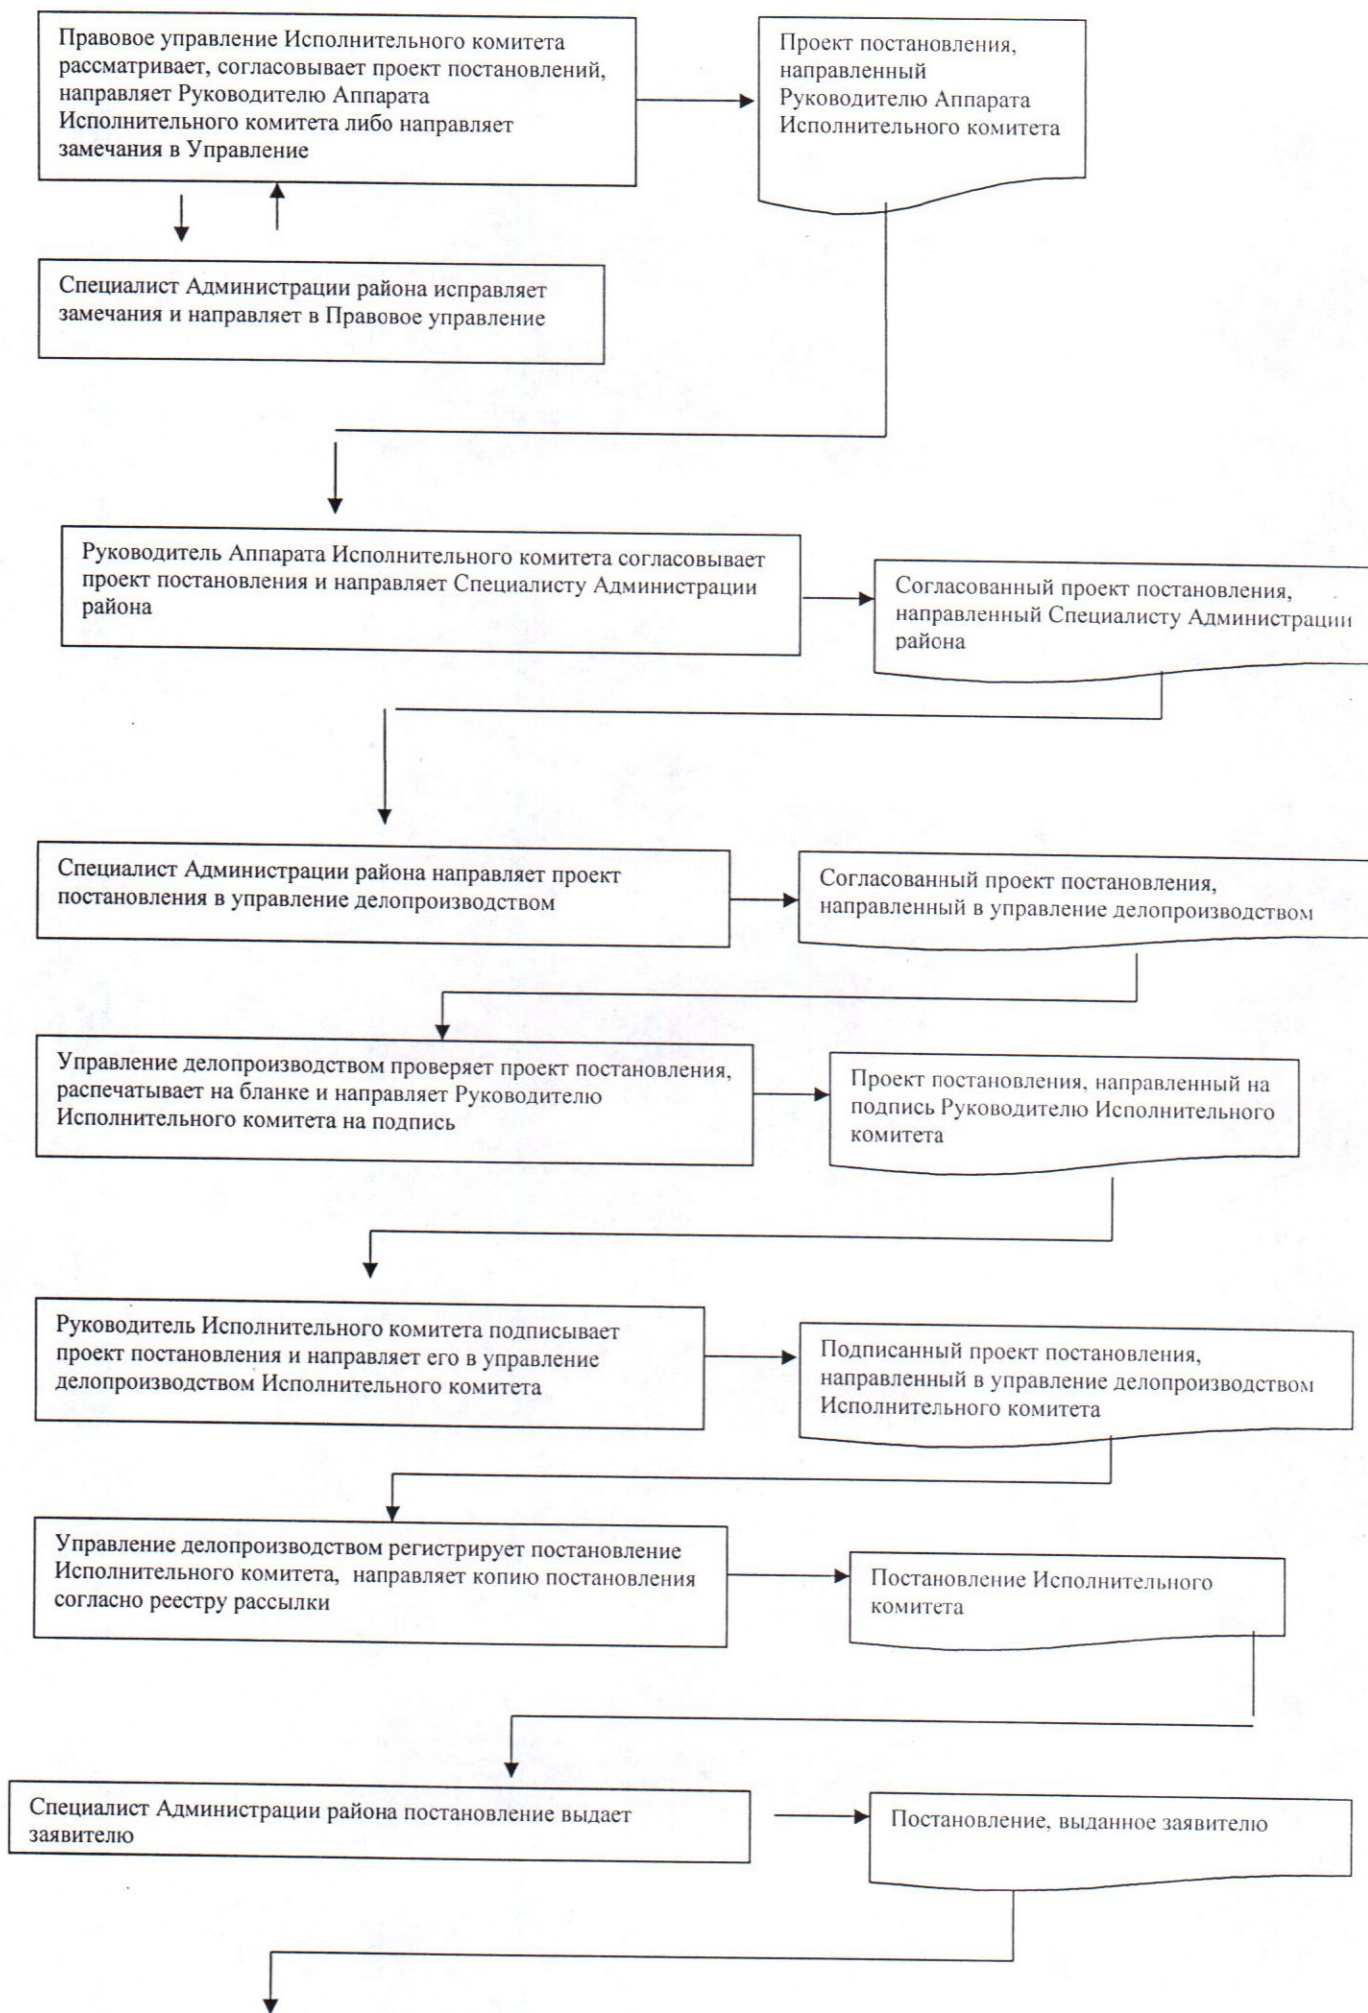 Правовое управление Исполнительного комитета
рассматривает, согласовывает проект постановлений,
направляет Руководителю Аппарата
Исполнительного комитета либо направляет
замечания в Управление
Проект постановления,
направленный
Руководителю Аппарата
Исполнительного комитета
Специалист Администрации района исправляет
замечания и направляет в Правовое управление
Руководитель Аппарата Исполнительного комитета согласовывает
проект постановления и направляет Специалисту Администрации
района
Согласованный проект постановления,
направленный Специалисту Администрации
района
Специалист Администрации района направляет проект
постановления в управление делопроизводством
Согласованный проект постановления,
направленный в управление делопроизводством
Управление делопроизводством проверяет проект постановления,
распечатывает на бланке и направляет Руководителю
Исполнительного комитета на подпись
Проект постановления, направленный на
подпись Руководителю Исполнительного
комитета
Руководитель Исполнительного комитета подписывает
проект постановления и направляет его в управление
делопроизводством Исполнительного комитета
Подписанный проект постановления,
направленный в управление делопроизводством
Исполнительного комитета
Управление делопроизводством регистрирует постановление
Исполнительного комитета, направляет копию постановления
согласно реестру рассылки
Постановление Исполнительного
комитета
Специалист Администрации района постановление выдает
заявителю
Постановление, выданное заявителю